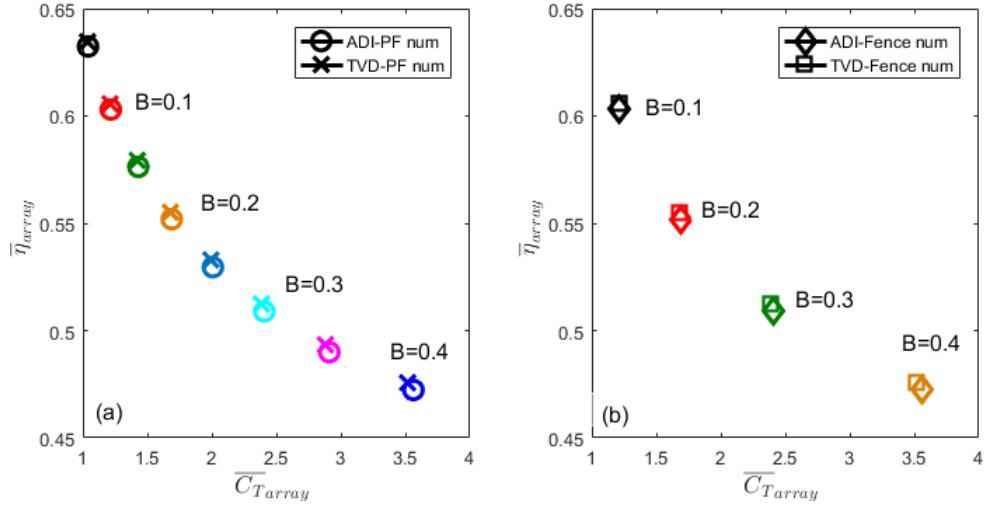 0.65
0.6
0.55
0.5
0.45
1
1.5
2
2.5
3
3.5
4
η̅array
C̅T̅array
ADI-PF num
TVD-PF num
B=0.1
B=0.2
B=0.3
B=0.4
(a)
0.65
0.6
0.55
0.5
0.45
1
1.5
2
2.5
3
3.5
4
η̅array
C̅T̅array
ADI-Fence num
TVD-Fence num
B=0.1
B=0.2
B=0.3
B=0.4
(b)